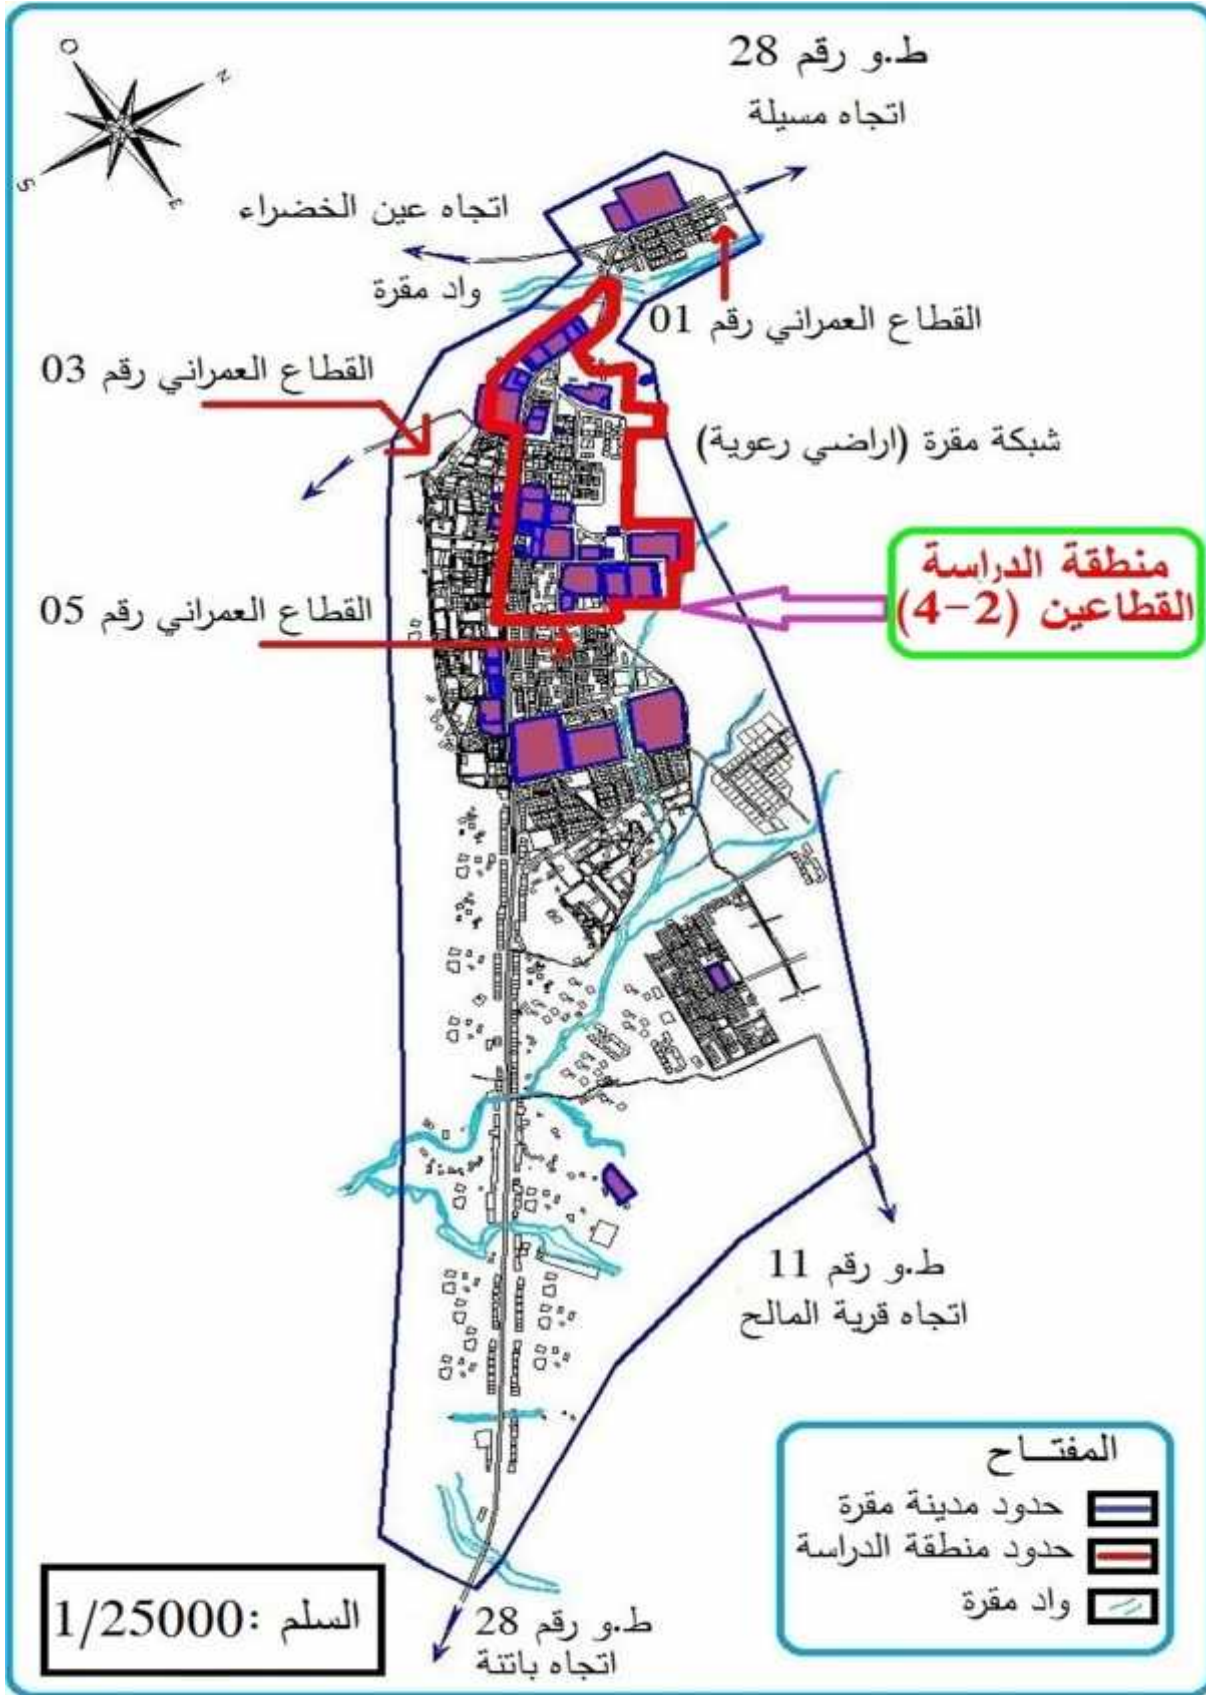 O
N
S
E
ط.و رقم 28
اتجاه مسيلة
اتجاه عين الخضراء
واد مقرة
القطاع العمراني رقم 01
القطاع العمراني رقم 03
شبكة مقرة (اراضي رعوية)
منطقة الدراسة
القطاعين (2-4)
القطاع العمراني رقم 05
ط.و رقم 11
اتجاه قرية المالح
المفتـــاح
حدود مدينة مقرة
حدود منطقة الدراسة
واد مقرة
السلم :1/25000
ط.و رقم 28
اتجاه باتنة